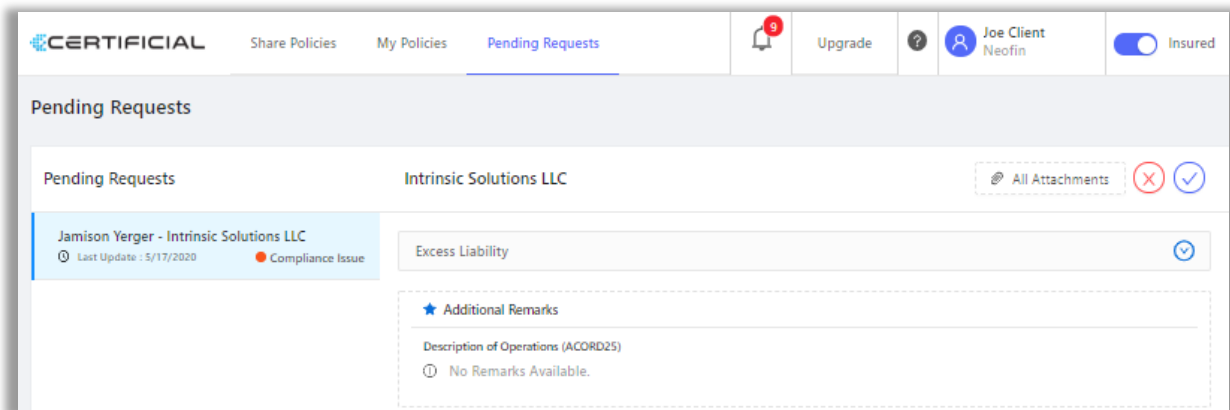 CERTIFICIAL Share Policies My Policies Pending Requests 9 Upgrade ? Joe Client Insured
Neofin
Pending Requests
Pending Requests Intrinsic Solutions LLC All Attachments
Jamison Yerger - Intrinsic Solutions LLC
Last Update : 5/17/2020 Compliance Issue
Excess Liability
Additional Remarks
Description of Operations (ACORD25)
No Remarks Available.